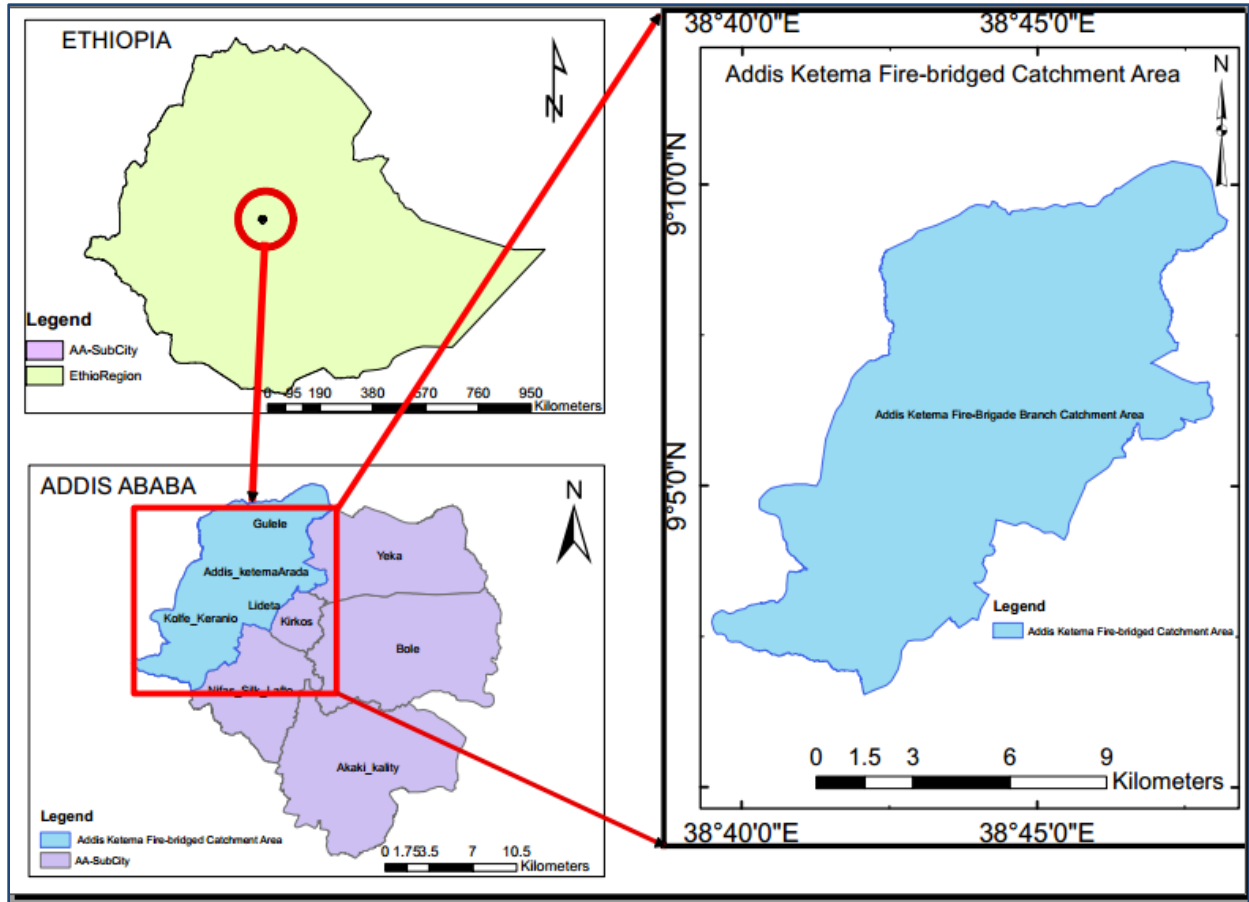 ETHIOPIA
N
Legend
AA-SubCity
EthioRegion
0 95 190 380 570 760 950
Kilometers
ADDIS ABABA
N
Gulele
Yeka
Addis_ketemaArada
Lideta
Kolfe_Keranio
Kirkos
Bole
Nifas_Silk_Lafto
Akaki_kality
Legend
Addis Ketema Fire-bridged Catchment Area
AA-SubCity
0 1.75 3.5 7 10.5
Kilometers
38°40'0"E 38°45'0"E
Addis Ketema Fire-bridged Catchment Area
N
9°10'0"N
Addis Ketema Fire-Brigade Branch Catchment Area
9°5'0"N
Legend
Addis Ketema Fire-bridged Catchment Area
0 1.5 3 6 9
Kilometers
38°40'0"E 38°45'0"E